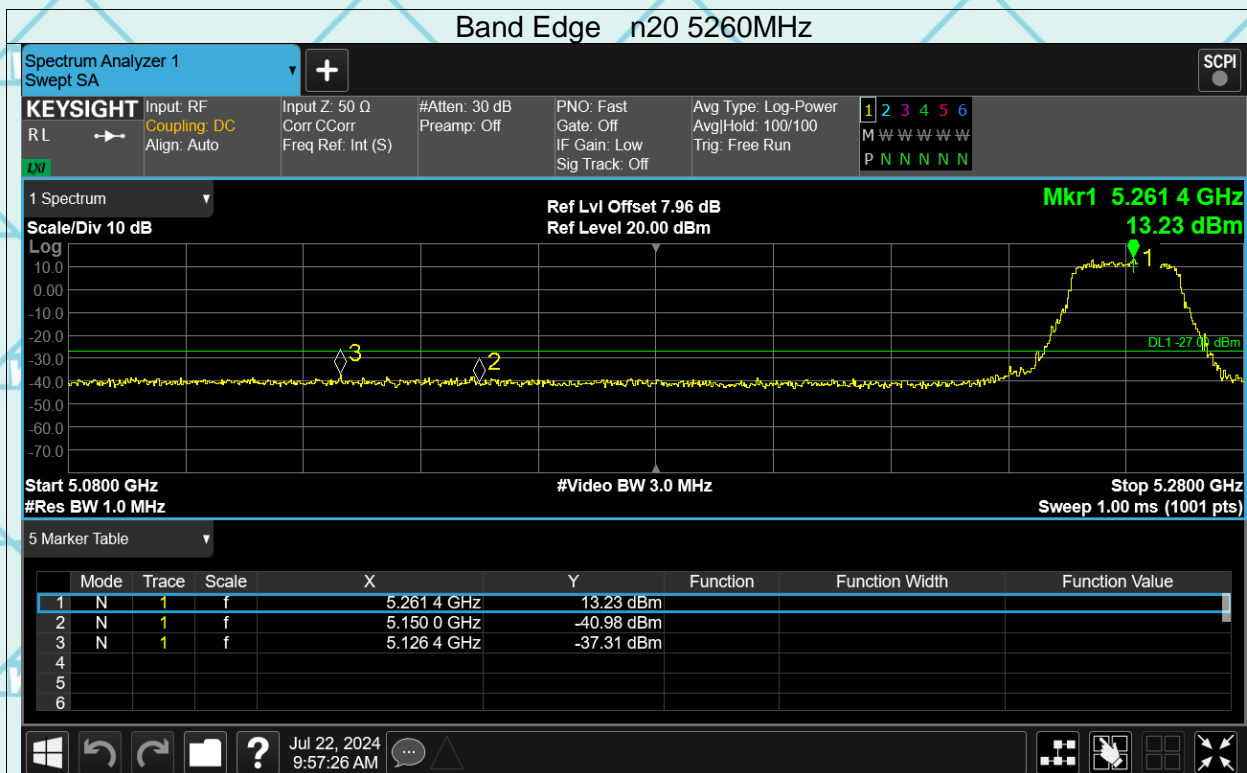 Band Edge n20 5260MHz
Spectrum Analyzer 1
Swept SA
SCPI
KEYSIGHT
R L
LXI
Input: RF
Coupling: DC
Align: Auto
Input Z: 50 Ω
Corr CCorr
Freq Ref: Int (S)
#Atten: 30 dB
Preamp: Off
PNO: Fast
Gate: Off
IF Gain: Low
Sig Track: Off
Avg Type: Log-Power
Avg|Hold: 100/100
Trig: Free Run
1 2 3 4 5 6
M W W W W W
P N N N N N
1 Spectrum
Scale/Div 10 dB
Ref Lvl Offset 7.96 dB
Ref Level 20.00 dBm
Mkr1 5.261 4 GHz
13.23 dBm
Log
10.0
0.00
-10.0
-20.0
-30.0
-40.0
-50.0
-60.0
-70.0
1
DL1 -27.00 dBm
3
2
Start 5.0800 GHz
#Video BW 3.0 MHz
Stop 5.2800 GHz
#Res BW 1.0 MHz
Sweep 1.00 ms (1001 pts)
5 Marker Table
Mode Trace Scale X Y Function Function Width Function Value
1 N 1 f 5.261 4 GHz 13.23 dBm
2 N 1 f 5.150 0 GHz -40.98 dBm
3 N 1 f 5.126 4 GHz -37.31 dBm
4
5
6
?
Jul 22, 2024
9:57:26 AM